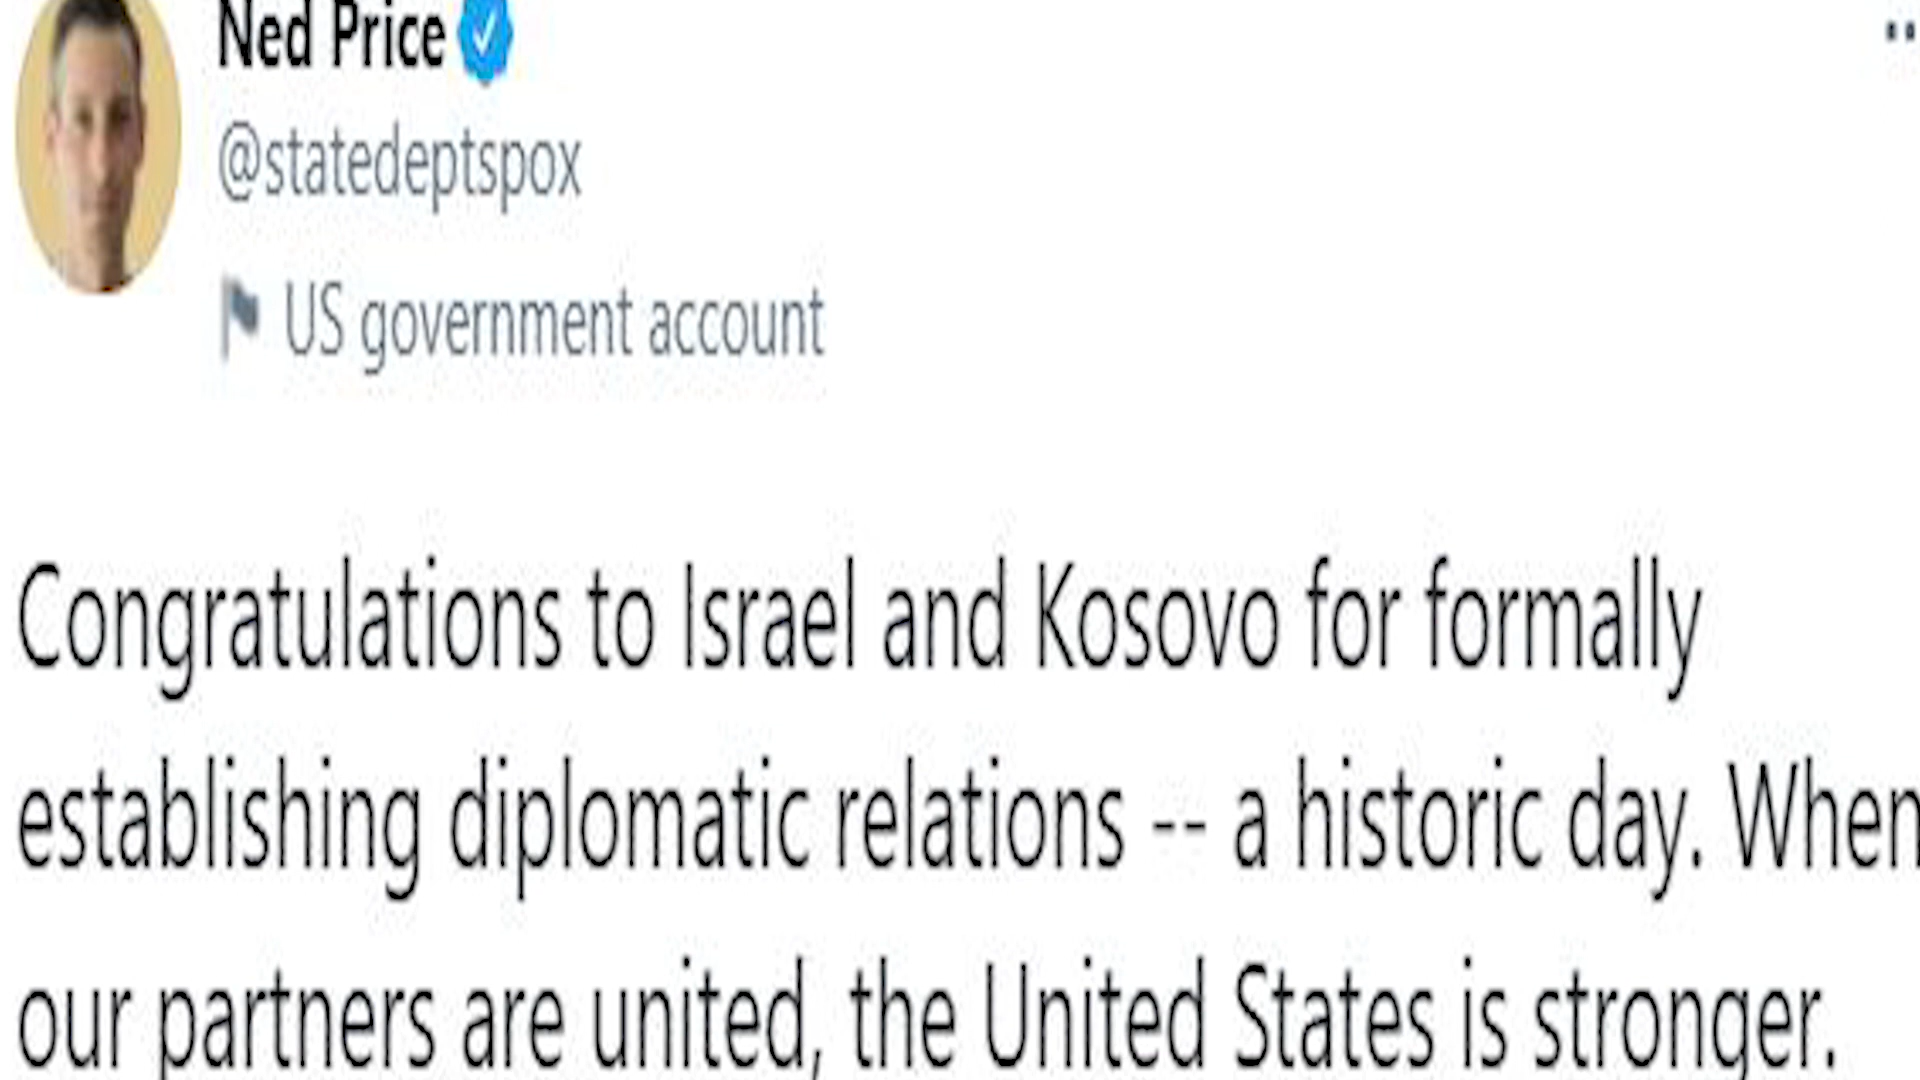 Ned Price
@statedeptspox
US government account
Congratulations to Israel and Kosovo for formally
establishing diplomatic relations -- a historic day. When
our partners are united, the United States is stronger.